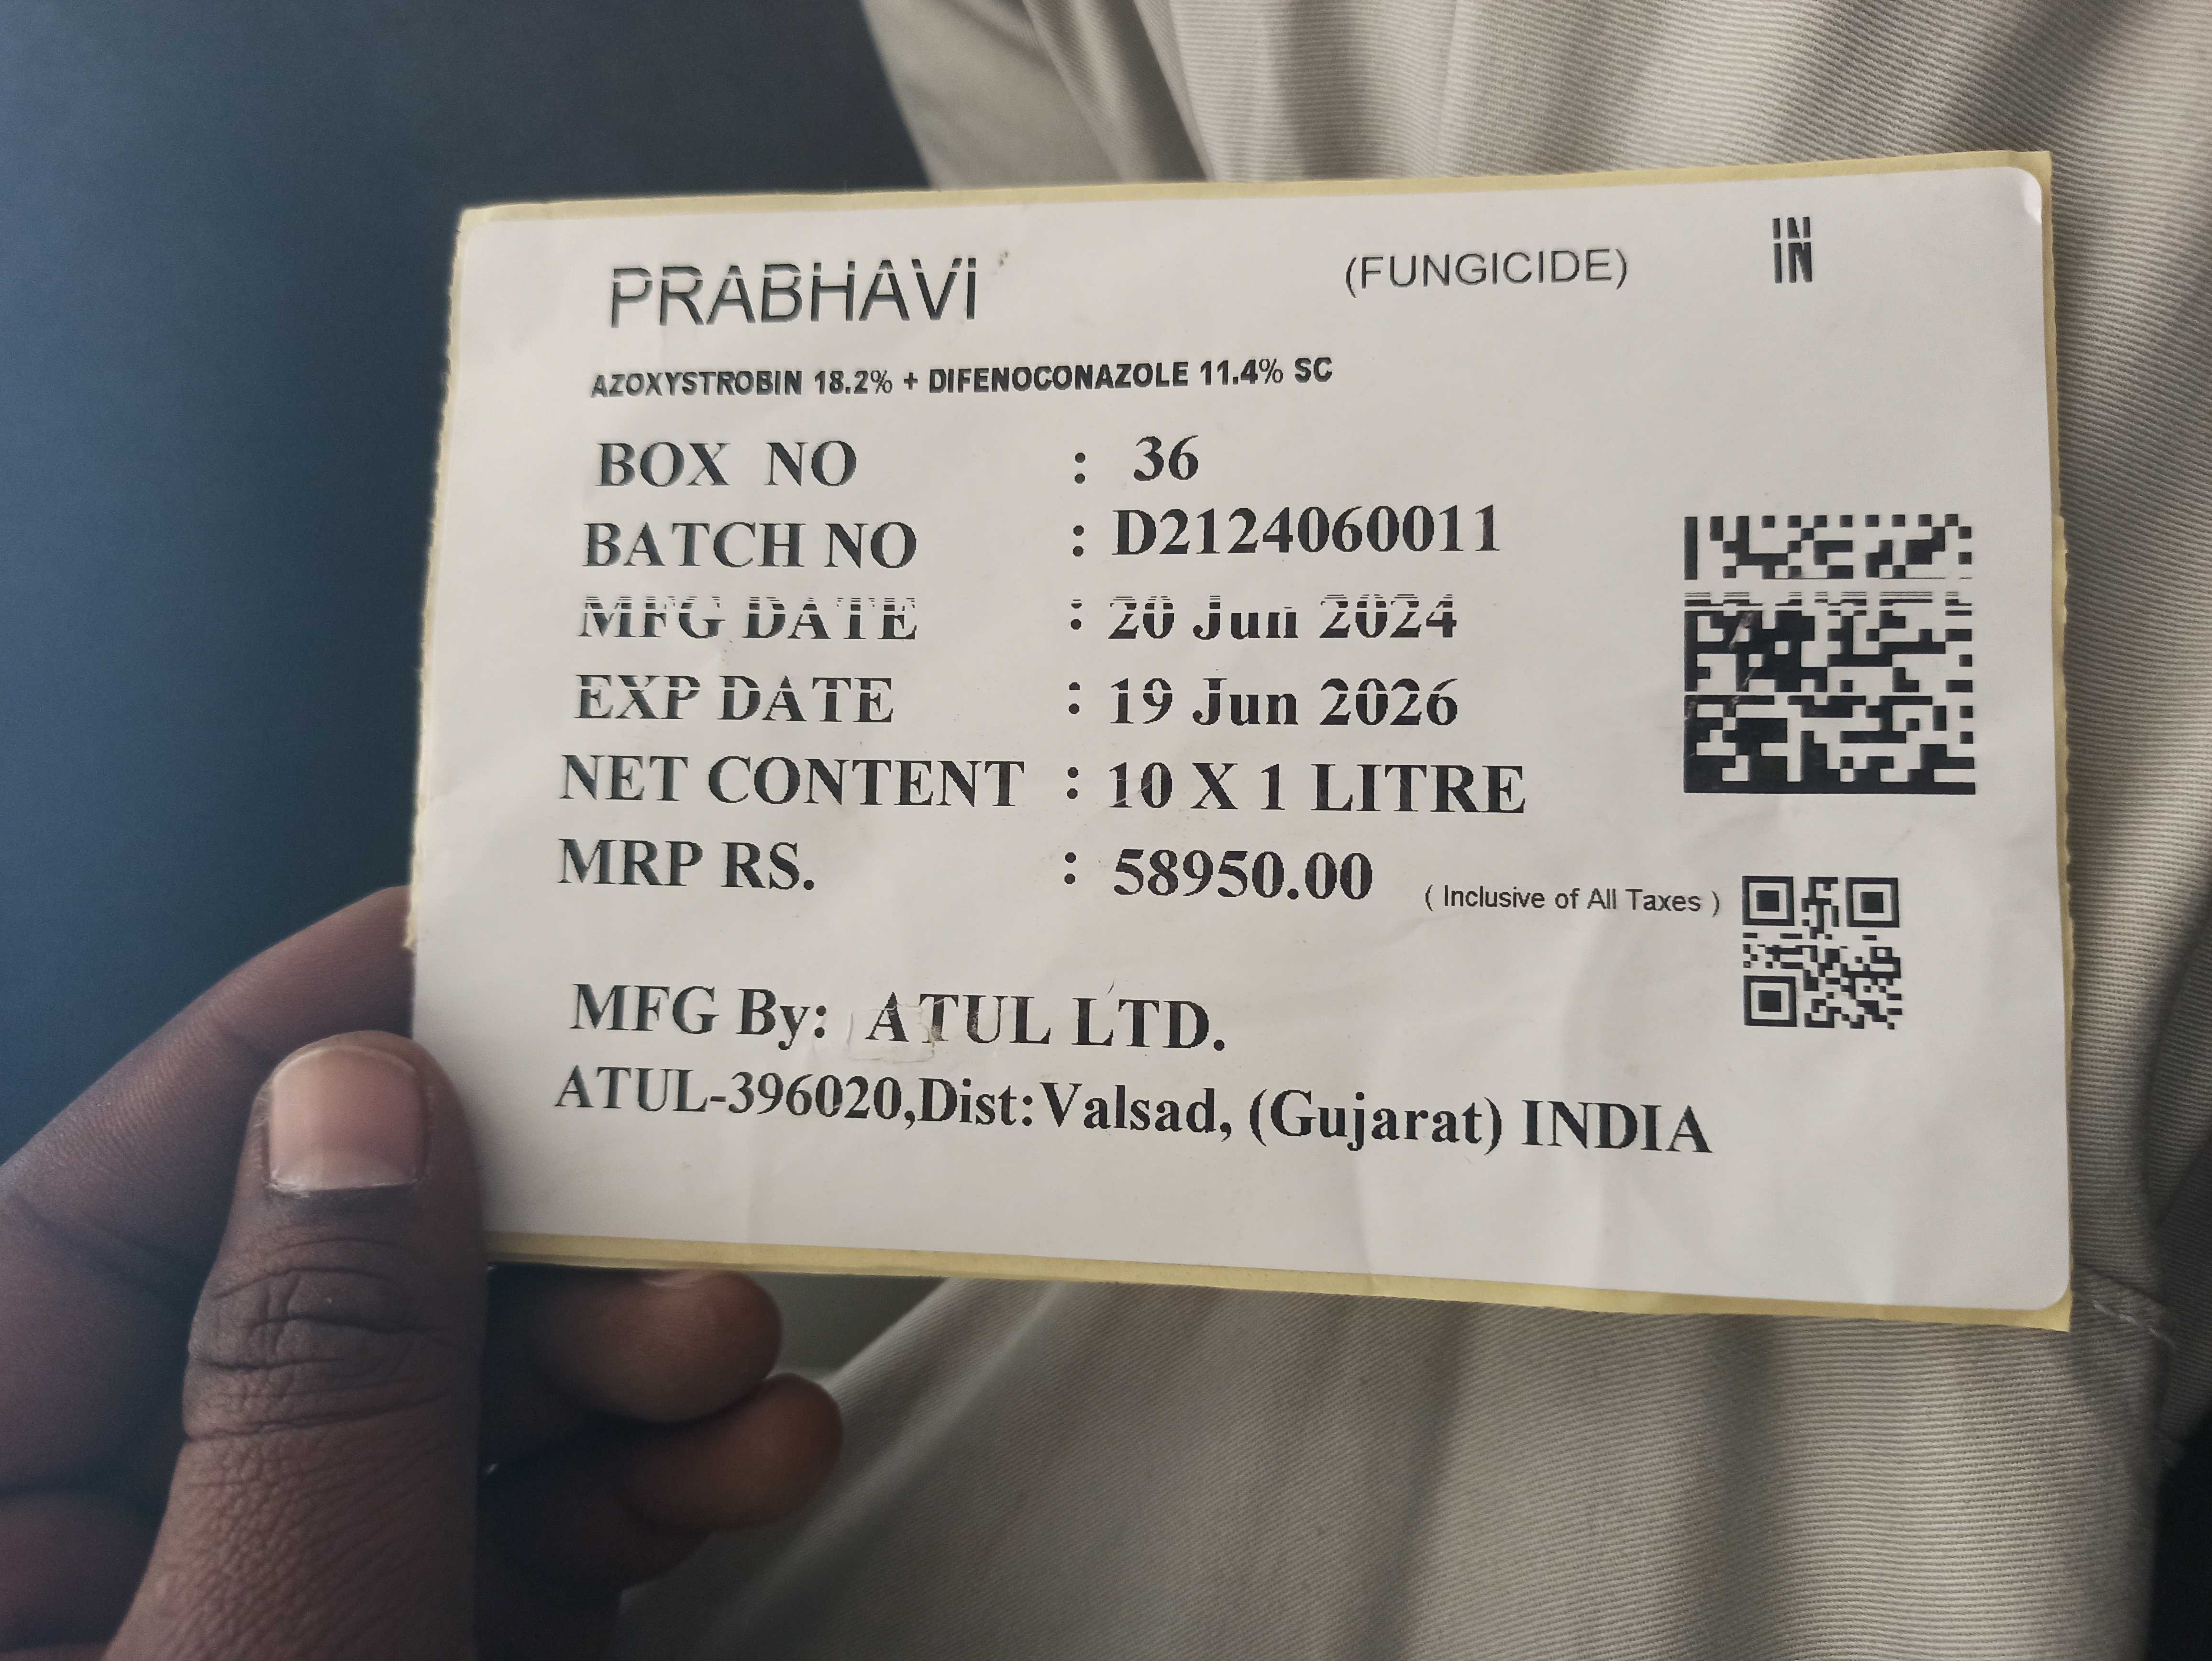 PRABHAVI (FUNGICIDE) IN
AZOXYSTROBIN 18.2% + DIFENOCONAZOLE 11.4% SC
BOX NO : 36
BATCH NO : D2124060011
MFG DATE : 20 Jun 2024
EXP DATE : 19 Jun 2026
NET CONTENT : 10 X 1 LITRE
MRP RS. : 58950.00 ( Inclusive of All Taxes )
MFG By: ATUL LTD.
ATUL-396020,Dist:Valsad, (Gujarat) INDIA